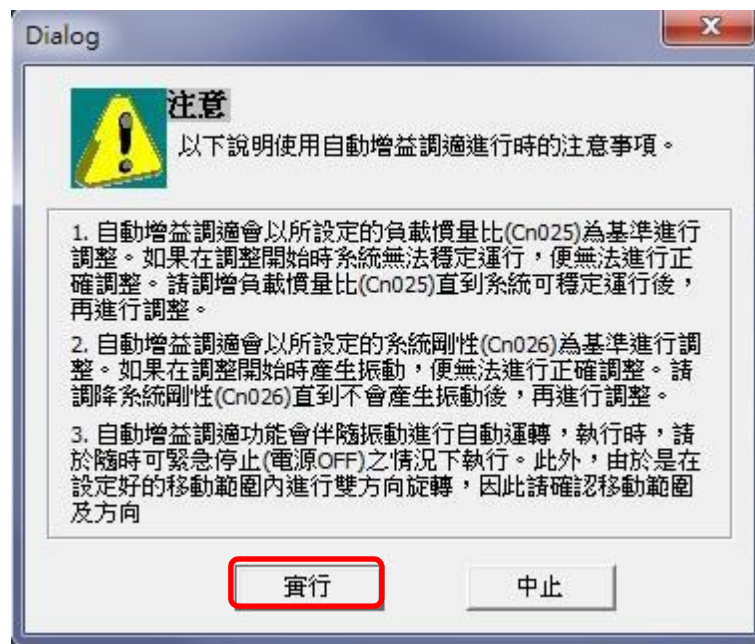 Dialog
注意
以下說明使用自動增益調適進行時的注意事項。
1. 自動增益調適會以所設定的負載慣量比(Cn025)為基準進行
調整。如果在調整開始時系統無法穩定運行，便無法進行正
確調整。請調增負載慣量比(Cn025)直到系統可穩定運行後，
再進行調整。
2. 自動增益調適會以所設定的系統剛性(Cn026)為基準進行調
整。如果在調整開始時產生振動，便無法進行正確調整。請
調降系統剛性(Cn026)直到不會產生振動後，再進行調整。
3. 自動增益調適功能會伴隨振動進行自動運轉，執行時，請
於隨時可緊急停止(電源OFF)之情況下執行。此外，由於是在
設定好的移動範圍內進行雙方向旋轉，因此請確認移動範圍
及方向
實行
中止